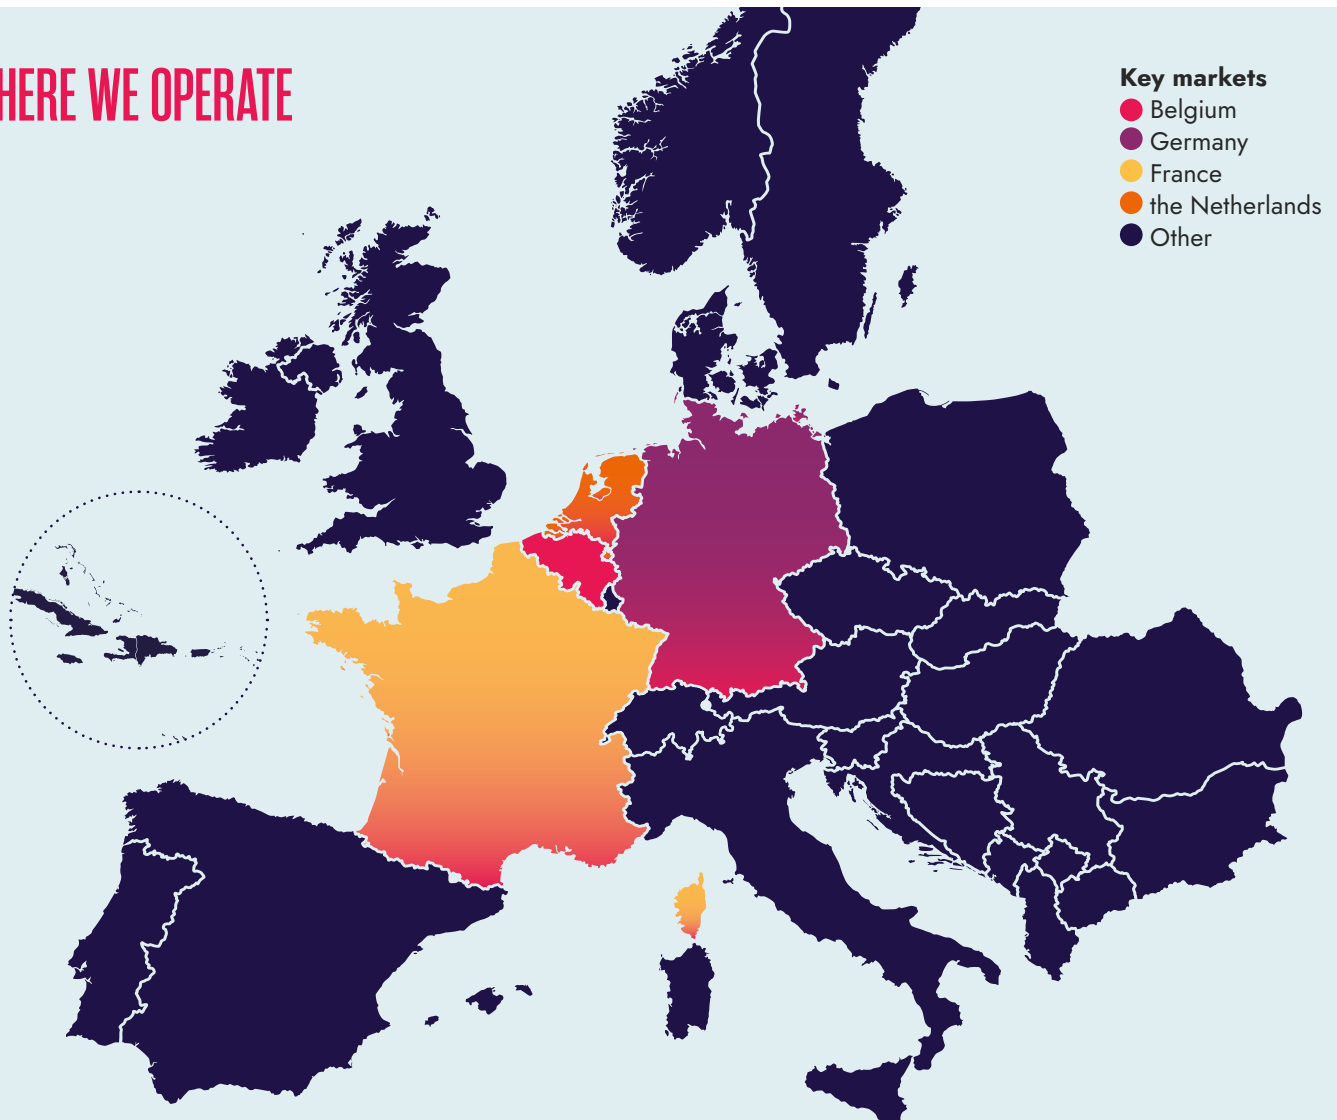 HERE WE OPERATE
Key markets
Belgium
Germany
France
the Netherlands
Other